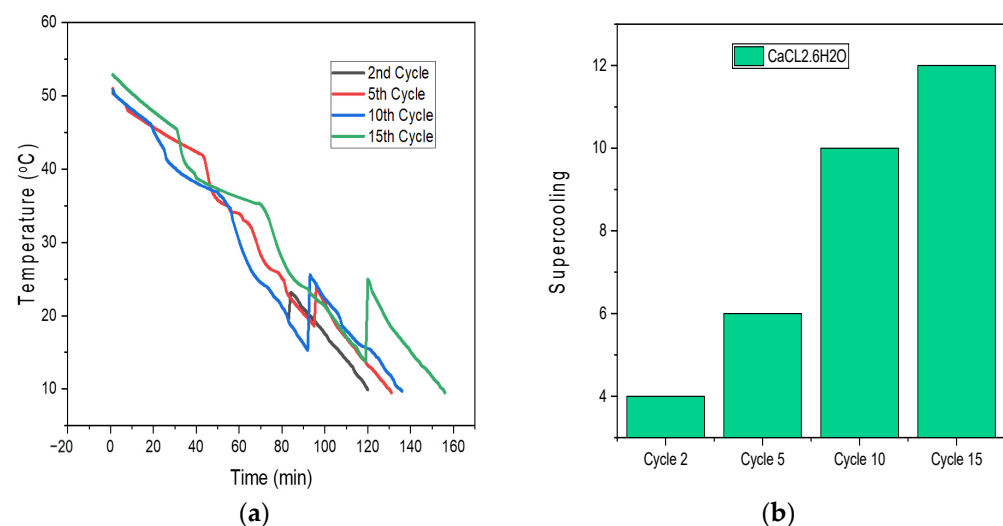 60
50
40
30
20
10
Temperature (⁰C)
2nd Cycle
5th Cycle
10th Cycle
15th Cycle
−20 0 20 40 60 80 100 120 140 160
Time (min)
(a)
12
10
8
6
4
Supercooling
CaCL2.6H2O
Cycle 2 Cycle 5 Cycle 10 Cycle 15
(b)